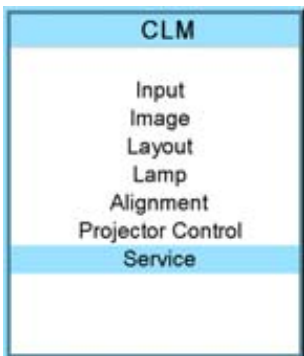 CLM
Input
Image
Layout
Lamp
Alignment
Projector Control
Service